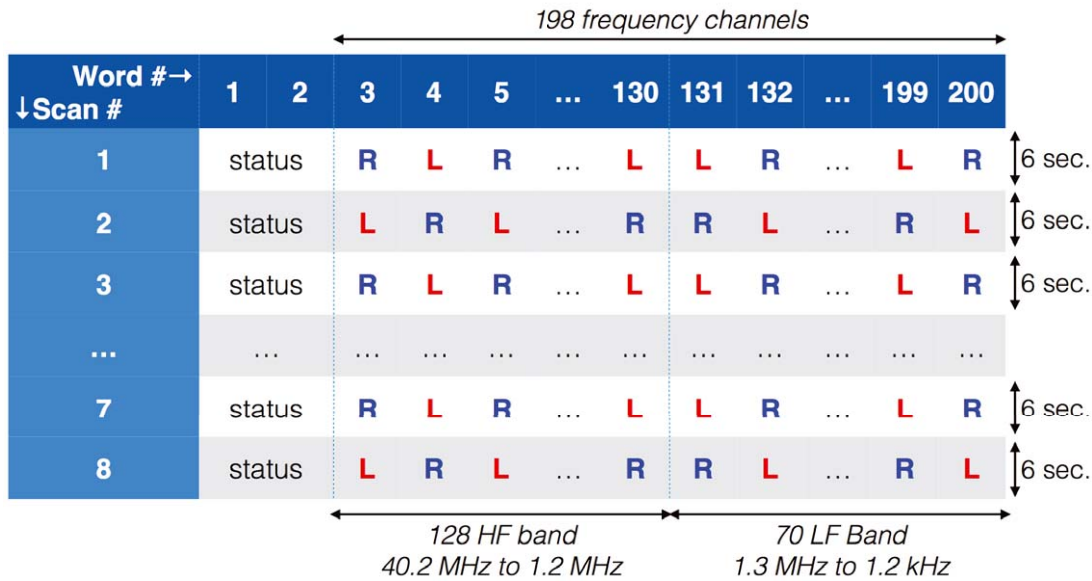 198 frequency channels
Word #→ 1 2 3 4 5 ... 130 131 132 ... 199 200
↓Scan #
1 status R L R ... L L R ... L R 6 sec.
2 status L R L ... R R L ... R L 6 sec.
3 status R L R ... L L R ... L R 6 sec.
... ... ... ... ... ... ... ... ... ... ... ...
7 status R L R ... L L R ... L R 6 sec.
8 status L R L ... R R L ... R L 6 sec.
128 HF band 70 LF Band
40.2 MHz to 1.2 MHz 1.3 MHz to 1.2 kHz